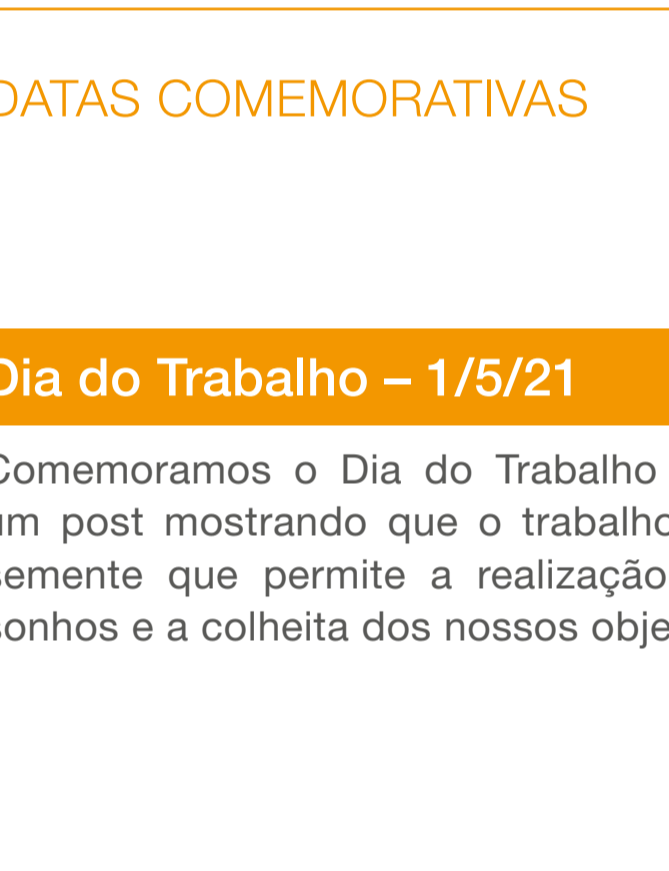 DATAS COMEMORATIVAS
Dia do Trabalho – 1/5/21
Comemoramos o Dia do Trabalho
um post mostrando que o trabalho
semente que permite a realização
sonhos e a colheita dos nossos obje